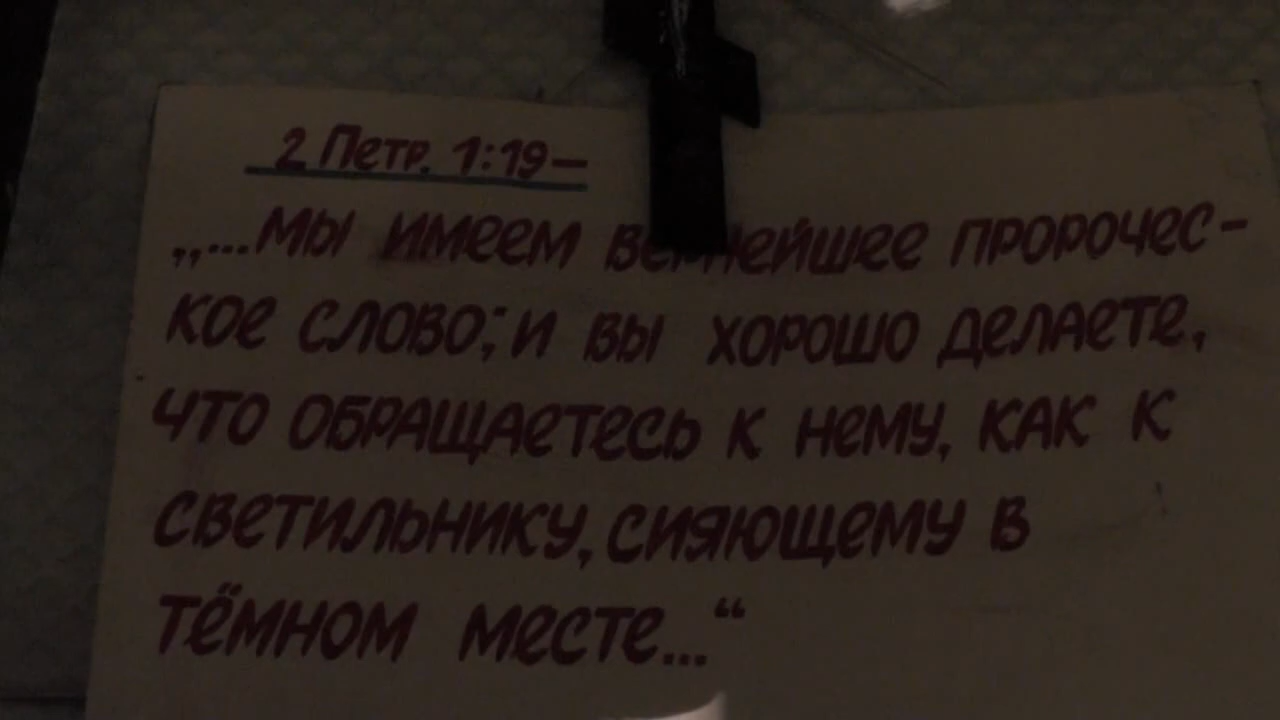 2 Петр. 1:19—
„...Мы имеем вернейшее пророчес-
кое слово; и вы хорошо делаете,
что обращаетесь к нему, как к
светильнику, сияющему в
тёмном месте...“